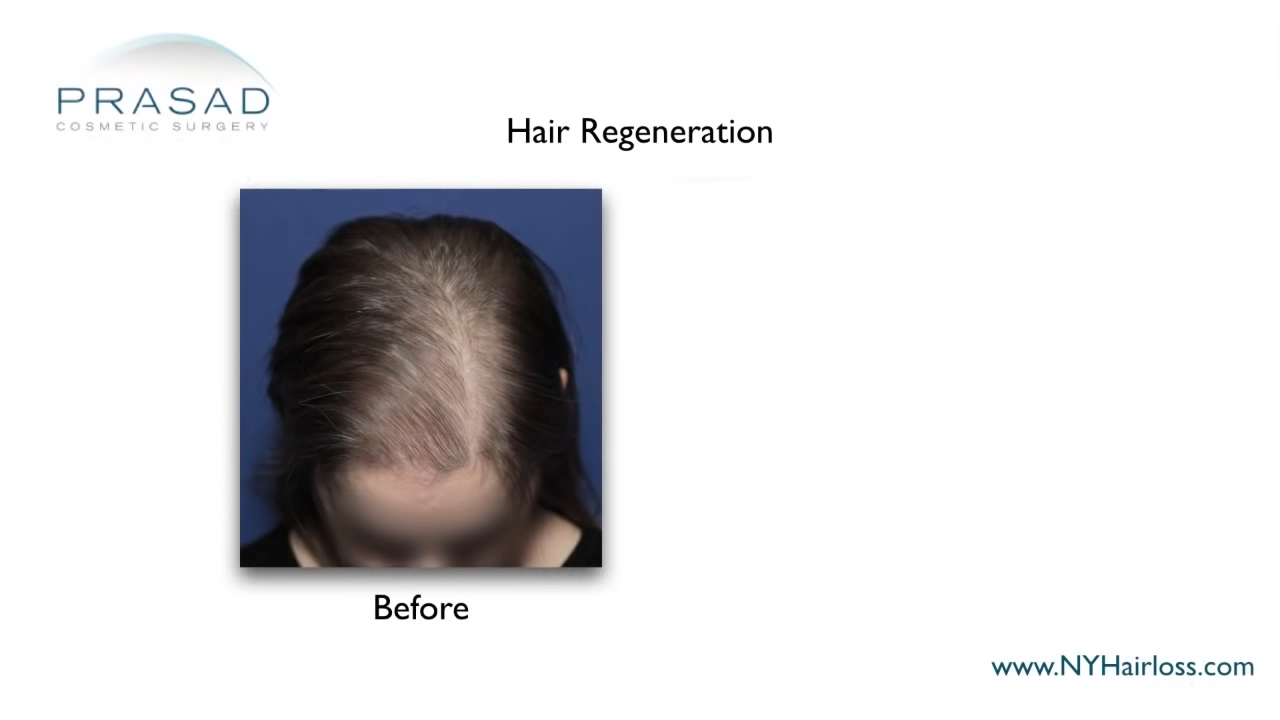 PRASAD
COSMETIC SURGERY
Hair Regeneration
Before
www.NYHairloss.com